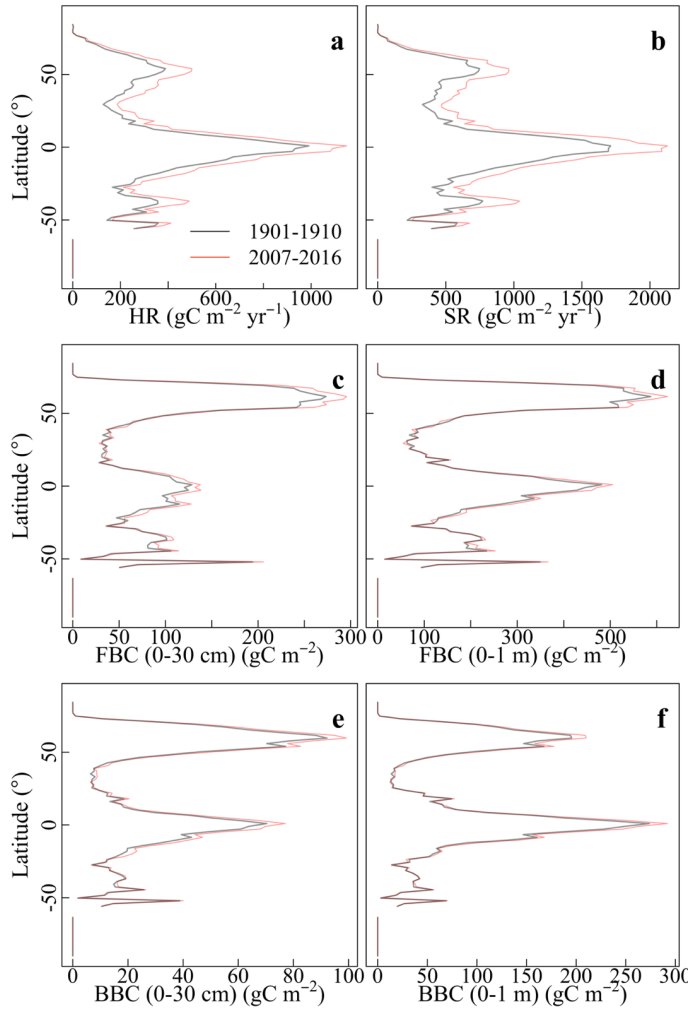 a
b
Latitude (°)
50
0
-50
1901-1910
2007-2016
0
200
600
1000
HR (gC m⁻² yr⁻¹)
0
500
1000
1500
2000
SR (gC m⁻² yr⁻¹)
c
d
Latitude (°)
50
0
-50
0
50
100
200
300
FBC (0-30 cm) (gC m⁻²)
0
100
300
500
FBC (0-1 m) (gC m⁻²)
e
f
Latitude (°)
50
0
-50
0
20
40
60
80
100
BBC (0-30 cm) (gC m⁻²)
0
50
100
150
200
250
300
BBC (0-1 m) (gC m⁻²)